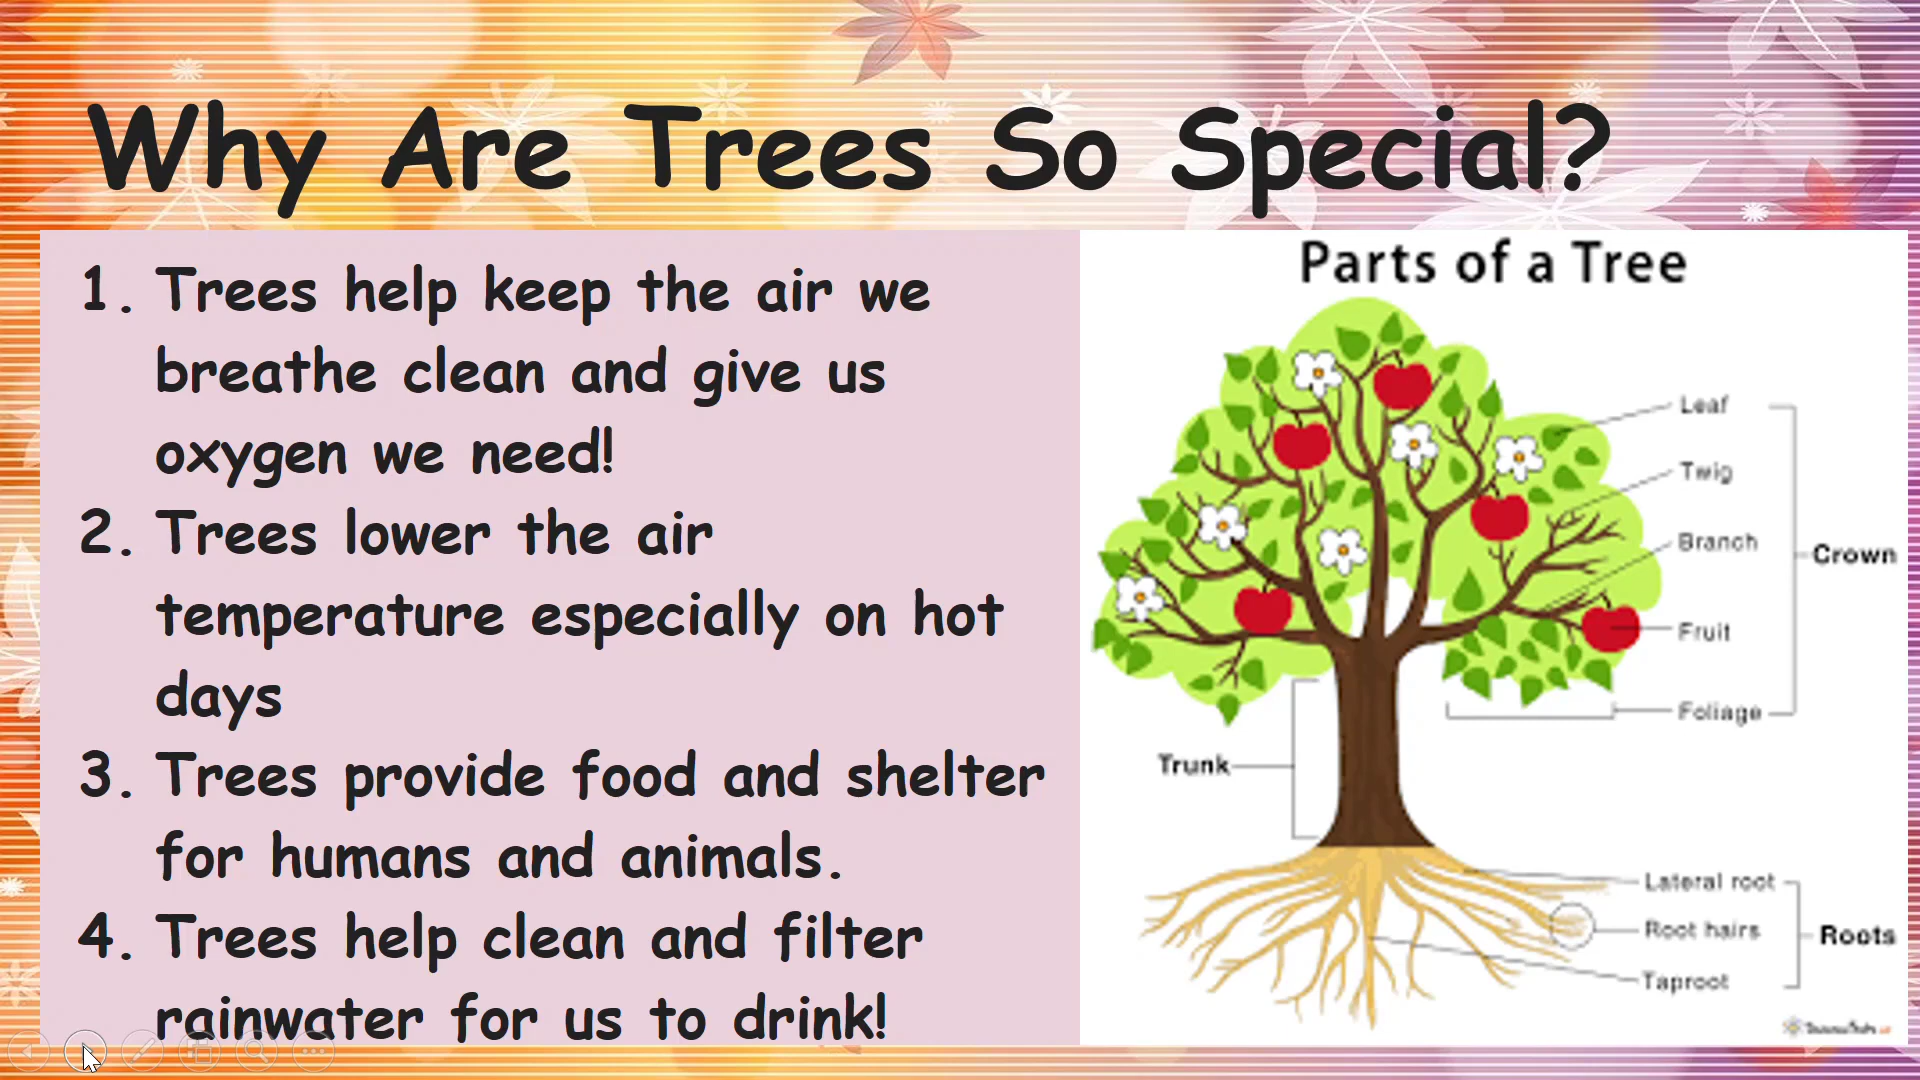 Why Are Trees So Special?
1. Trees help keep the air we
breathe clean and give us
oxygen we need!
2. Trees lower the air
temperature especially on hot
days
3. Trees provide food and shelter
for humans and animals.
4. Trees help clean and filter
rainwater for us to drink!
Parts of a Tree
Leaf
Twig
Branch
Crown
Fruit
Foliage
Trunk
Lateral root
Root hairs
Roots
Taproot